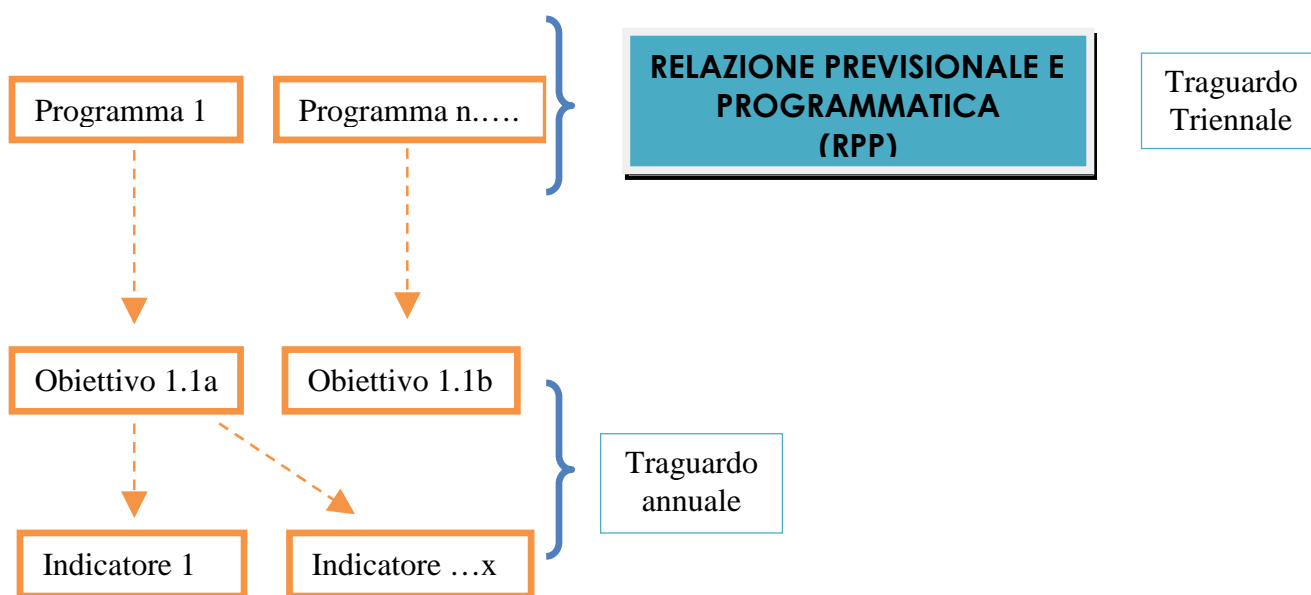 Programma 1
Programma n.….
RELAZIONE PREVISIONALE E
PROGRAMMATICA
(RPP)
Traguardo
Triennale
Obiettivo 1.1a
Obiettivo 1.1b
Traguardo
annuale
Indicatore 1
Indicatore …x